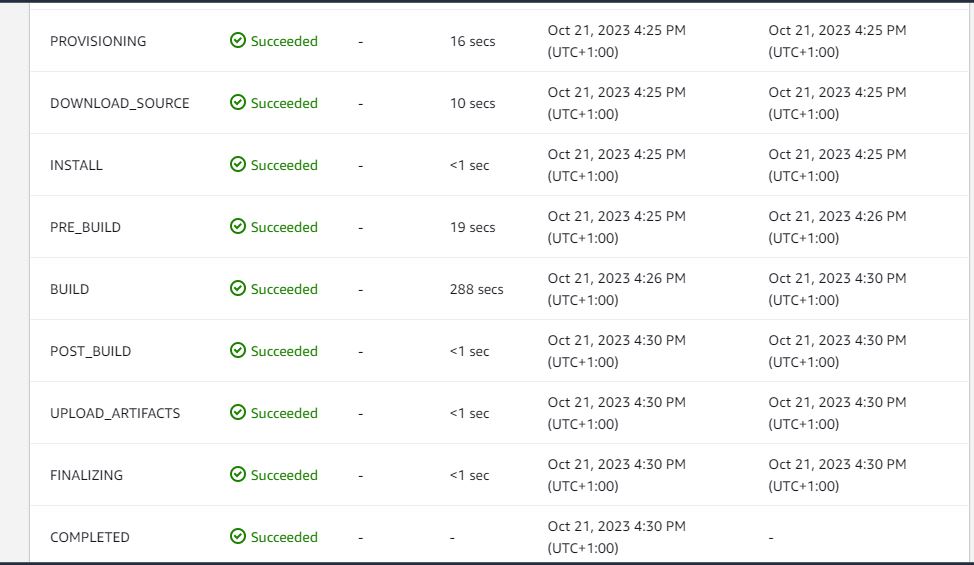 PROVISIONING Succeeded - 16 secs Oct 21, 2023 4:25 PM (UTC+1:00) Oct 21, 2023 4:25 PM (UTC+1:00)
DOWNLOAD_SOURCE Succeeded - 10 secs Oct 21, 2023 4:25 PM (UTC+1:00) Oct 21, 2023 4:25 PM (UTC+1:00)
INSTALL Succeeded - <1 sec Oct 21, 2023 4:25 PM (UTC+1:00) Oct 21, 2023 4:25 PM (UTC+1:00)
PRE_BUILD Succeeded - 19 secs Oct 21, 2023 4:25 PM (UTC+1:00) Oct 21, 2023 4:26 PM (UTC+1:00)
BUILD Succeeded - 288 secs Oct 21, 2023 4:26 PM (UTC+1:00) Oct 21, 2023 4:30 PM (UTC+1:00)
POST_BUILD Succeeded - <1 sec Oct 21, 2023 4:30 PM (UTC+1:00) Oct 21, 2023 4:30 PM (UTC+1:00)
UPLOAD_ARTIFACTS Succeeded - <1 sec Oct 21, 2023 4:30 PM (UTC+1:00) Oct 21, 2023 4:30 PM (UTC+1:00)
FINALIZING Succeeded - <1 sec Oct 21, 2023 4:30 PM (UTC+1:00) Oct 21, 2023 4:30 PM (UTC+1:00)
COMPLETED Succeeded - - Oct 21, 2023 4:30 PM (UTC+1:00) -